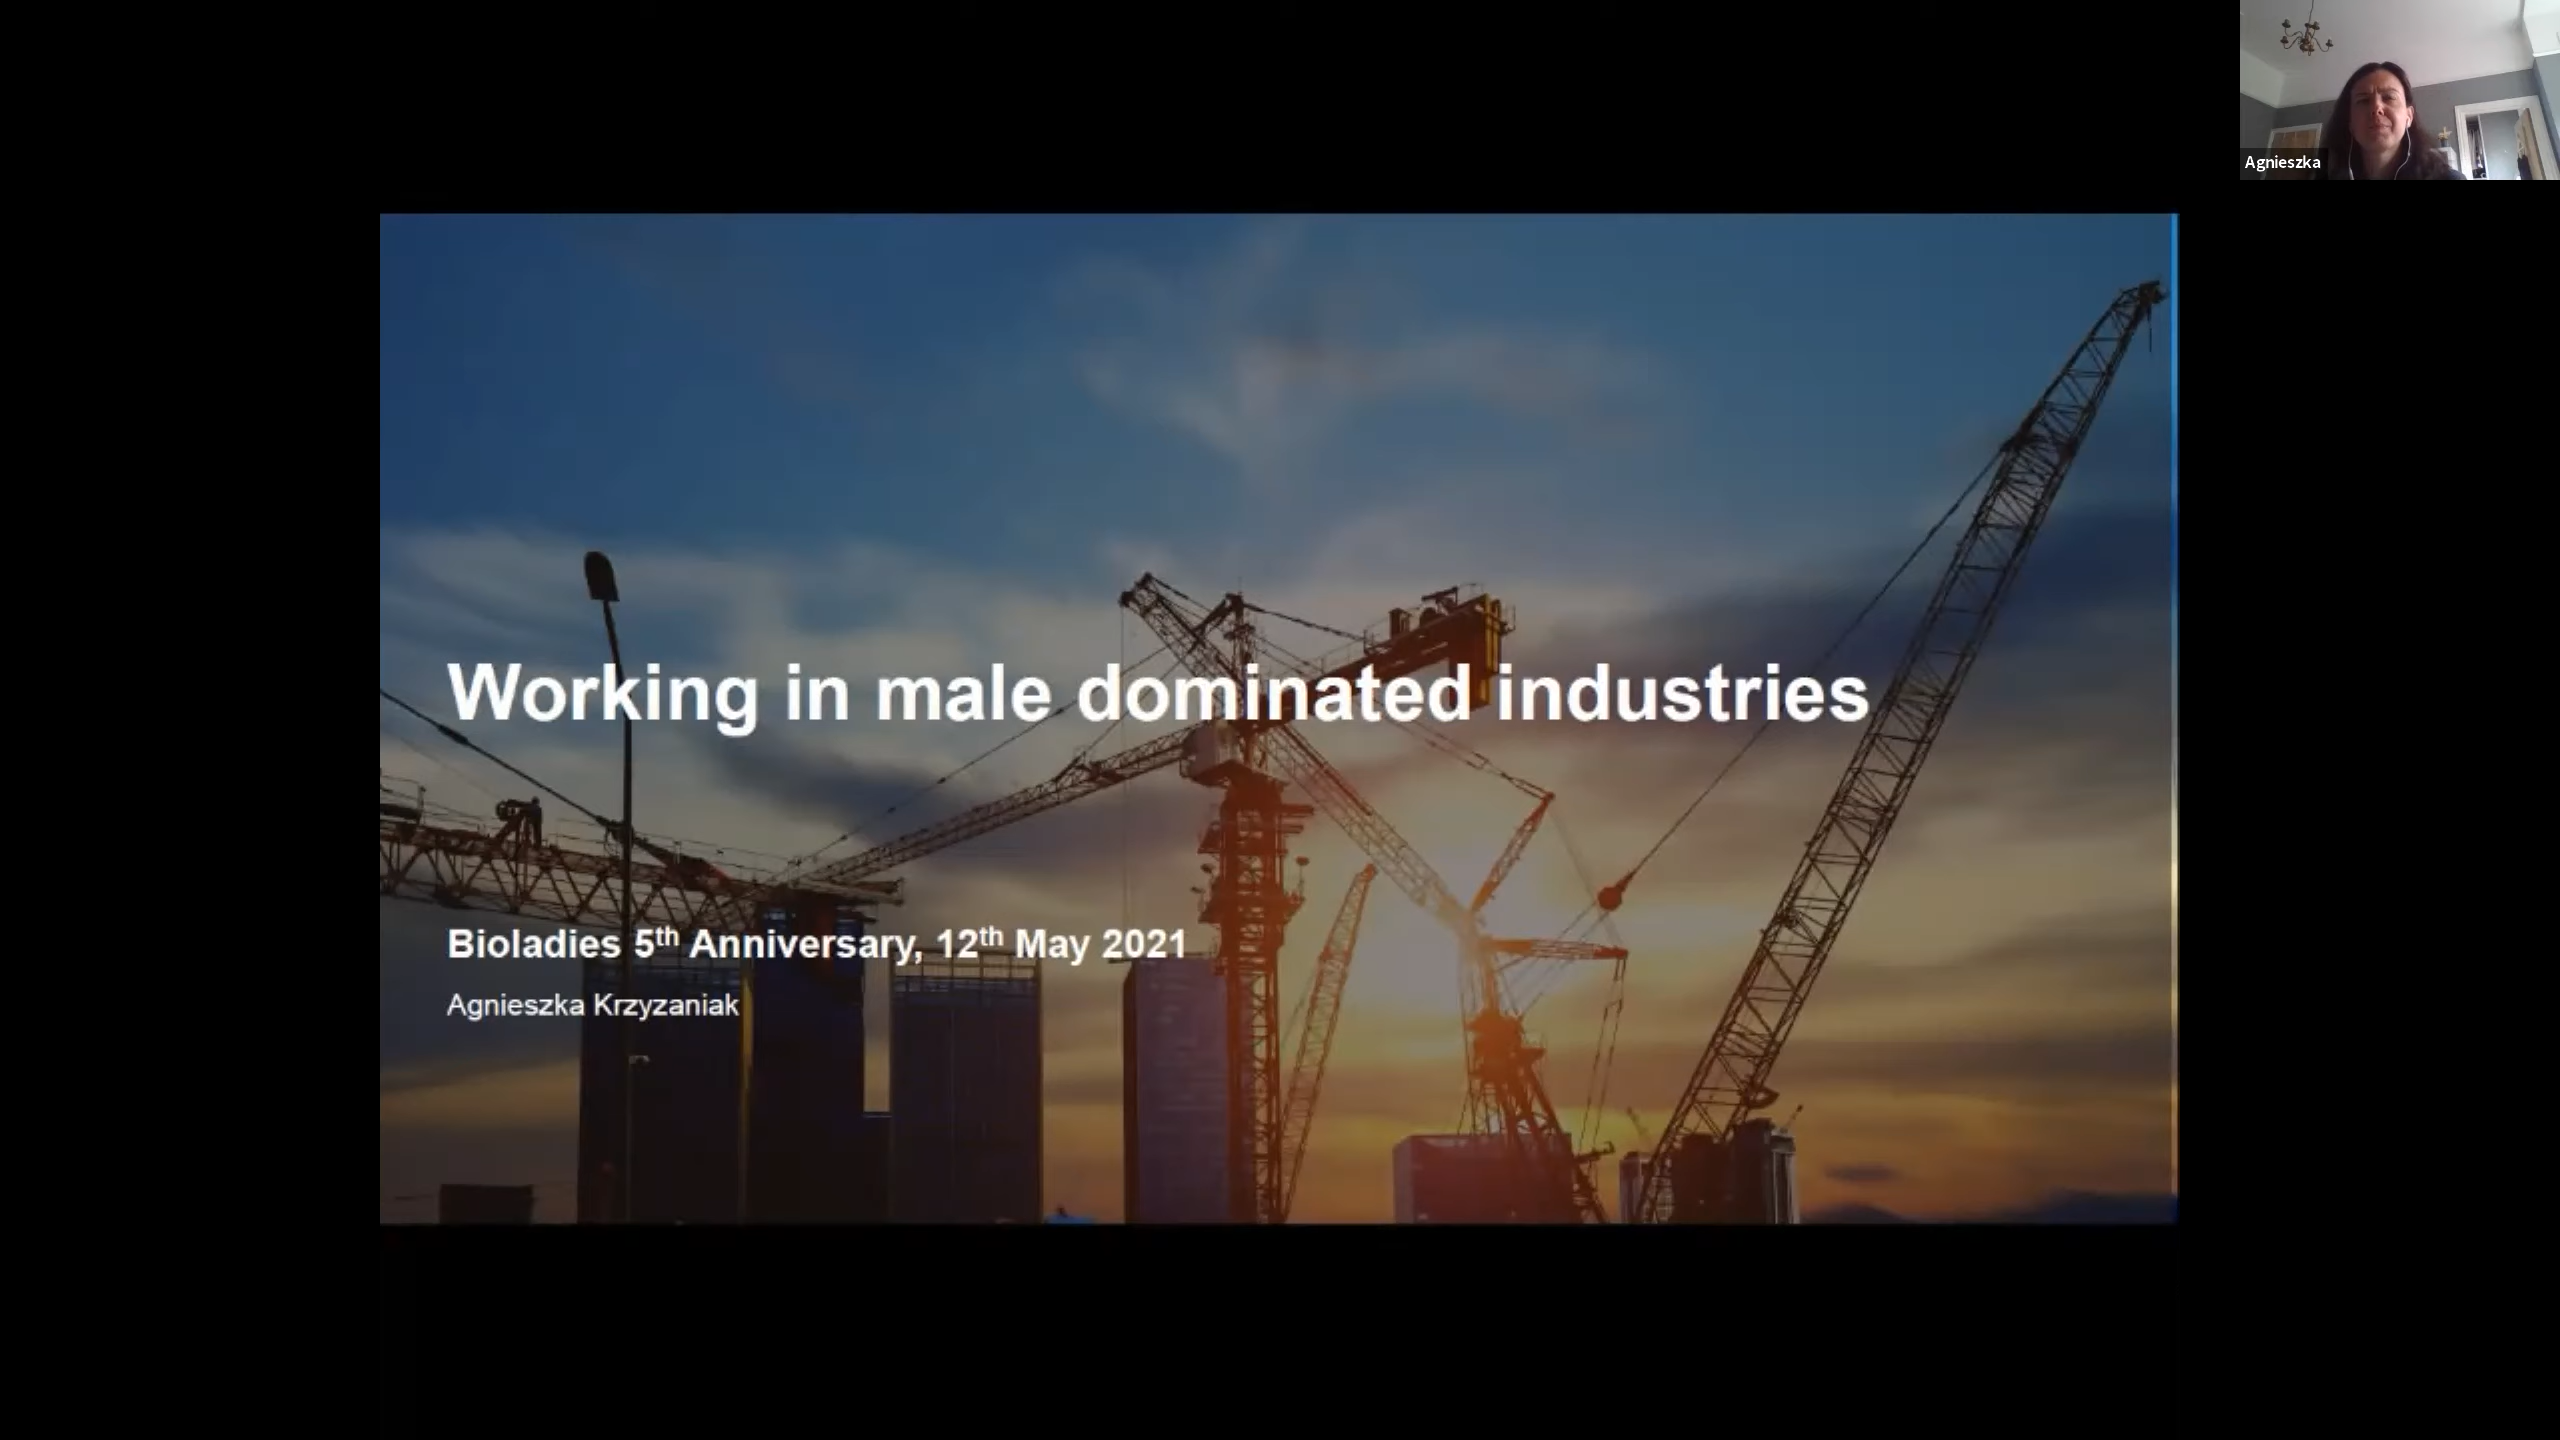 Agnieszka
Working in male dominated industries
Bioladies 5th Anniversary, 12th May 2021
Agnieszka Krzyzaniak